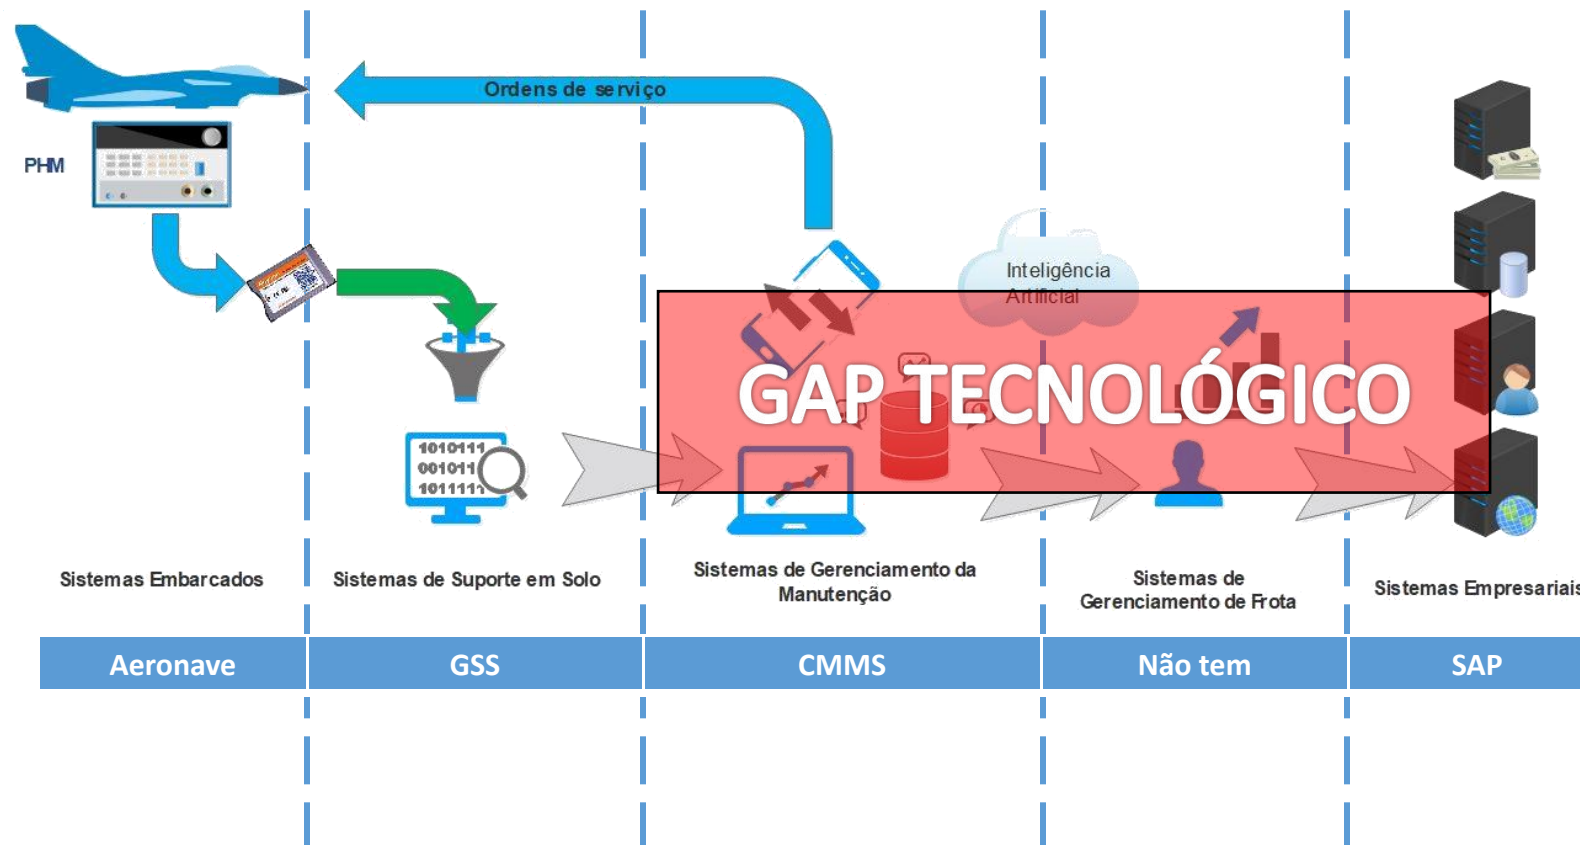 Ordens de serviço
PHM
Inteligência
Artificial
GAP TECNOLÓGICO
1010111
001011
1011111
Sistemas Embarcados
Sistemas de Suporte em Solo
Sistemas de Gerenciamento da
Manutenção
Sistemas de
Gerenciamento de Frota
Sistemas Empresariais
Aeronave
GSS
CMMS
Não tem
SAP